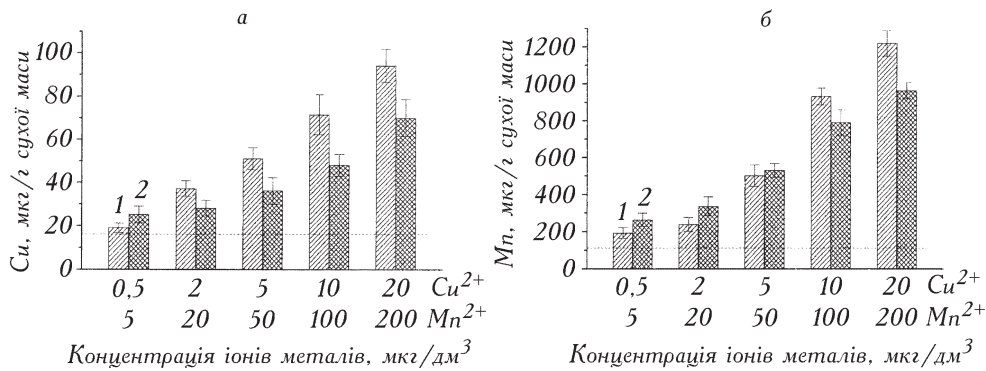 а
Cu, мкг/г сухої маси
100
80
60
40
20
0
1 2
0,5 2 5 10 20 Cu2+
5 20 50 100 200 Mn2+
Концентрація іонів металів, мкг/дм3
б
Mn, мкг/г сухої маси
1200
1000
800
600
400
200
0
1 2
0,5 2 5 10 20 Cu2+
5 20 50 100 200 Mn2+
Концентрація іонів металів, мкг/дм3